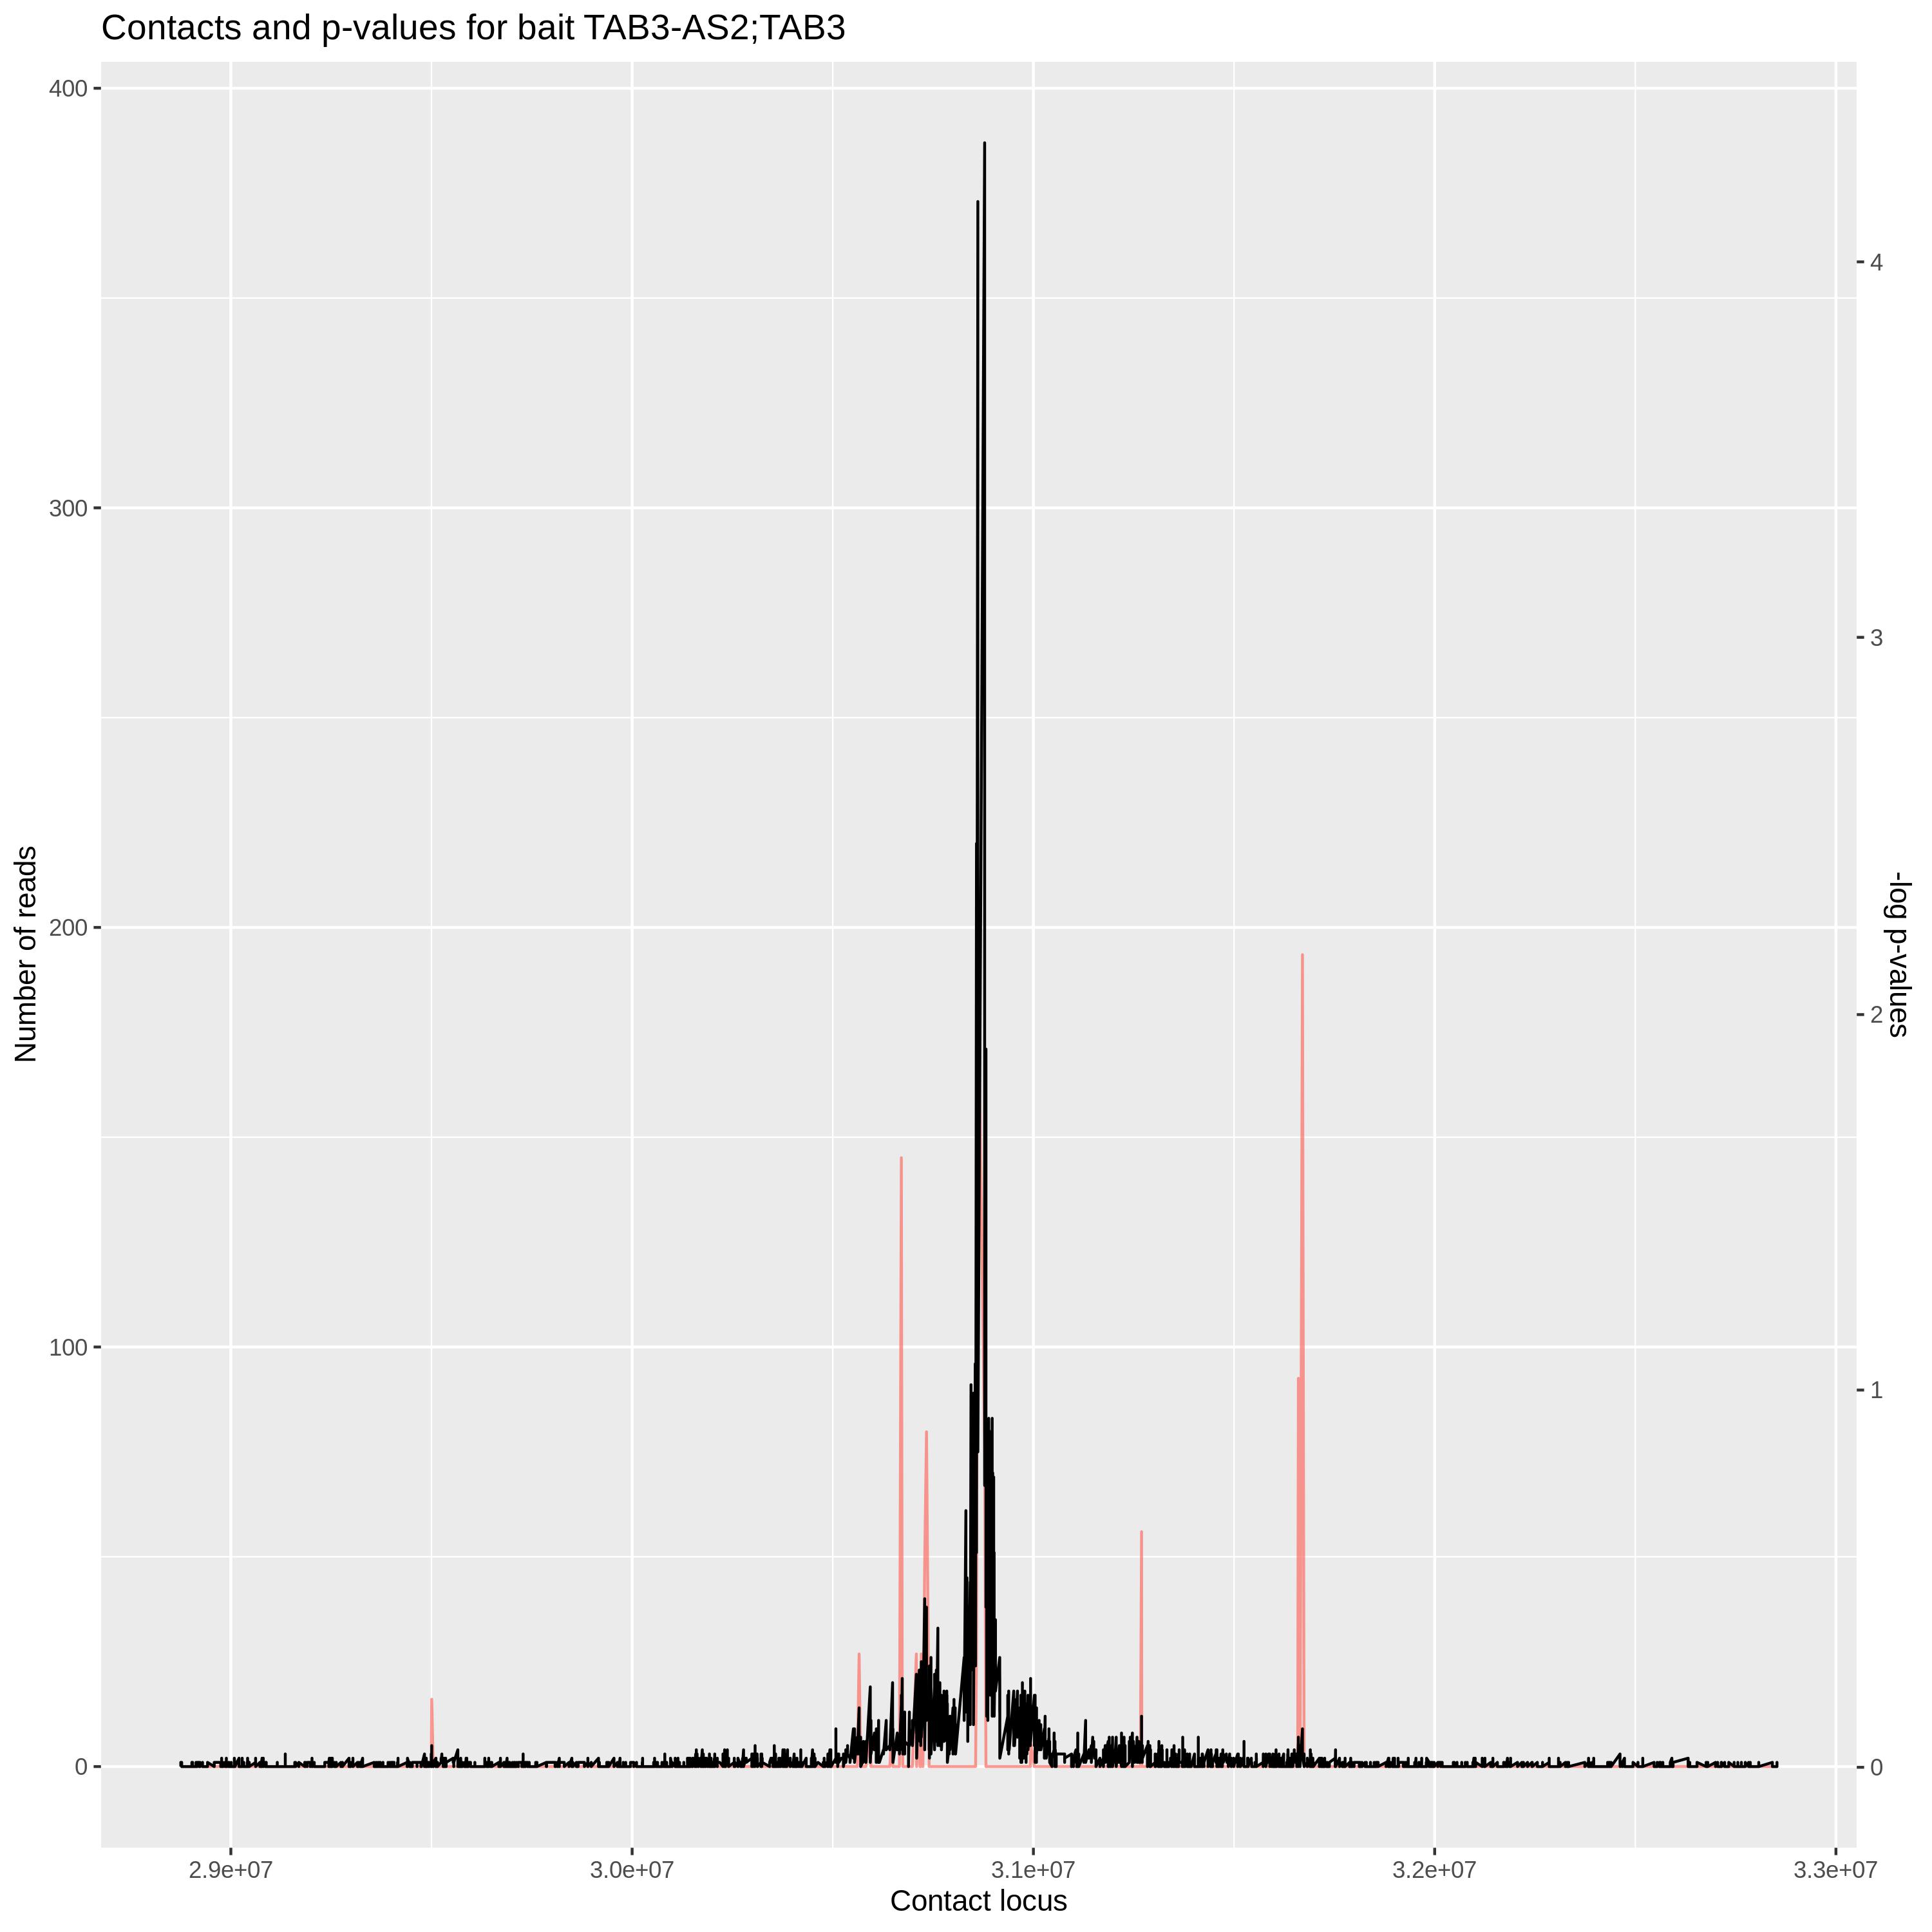 Contacts and p-values for bait TAB3-AS2;TAB3
400
300
200
100
0
Number of reads
4
3
2
1
0
-log p-values
2.9e+07 3.0e+07 3.1e+07 3.2e+07 3.3e+07
Contact locus